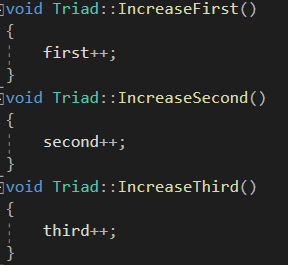 void Triad::IncreaseFirst()
{
    first++;
}
void Triad::IncreaseSecond()
{
    second++;
}
void Triad::IncreaseThird()
{
    third++;
}